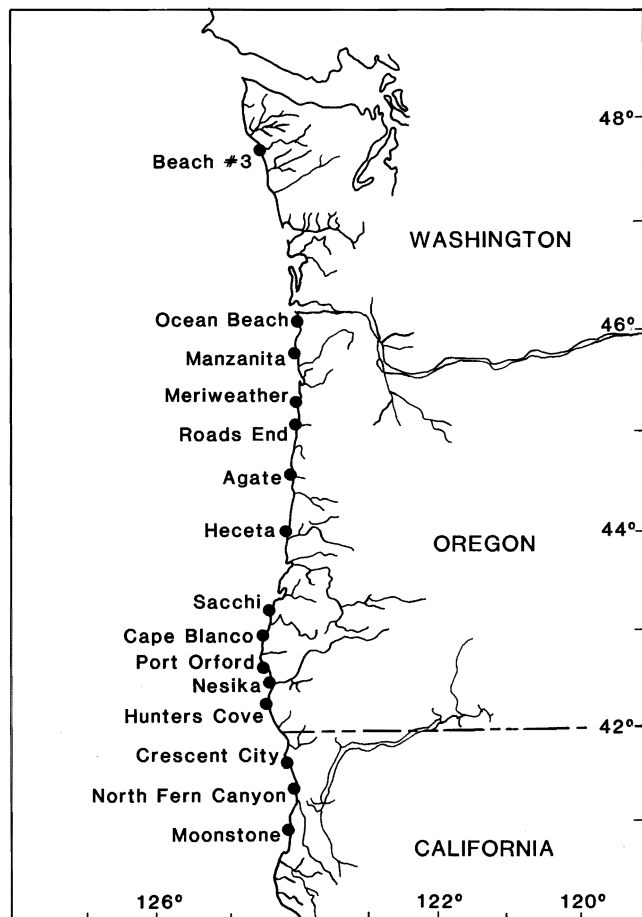 48°
Beach #3
WASHINGTON
Ocean Beach
46°
Manzanita
Meriweather
Roads End
Agate
Heceta
44°
OREGON
Sacchi
Cape Blanco
Port Orford
Nesika
Hunters Cove
42°
Crescent City
North Fern Canyon
Moonstone
CALIFORNIA
126° 122° 120°